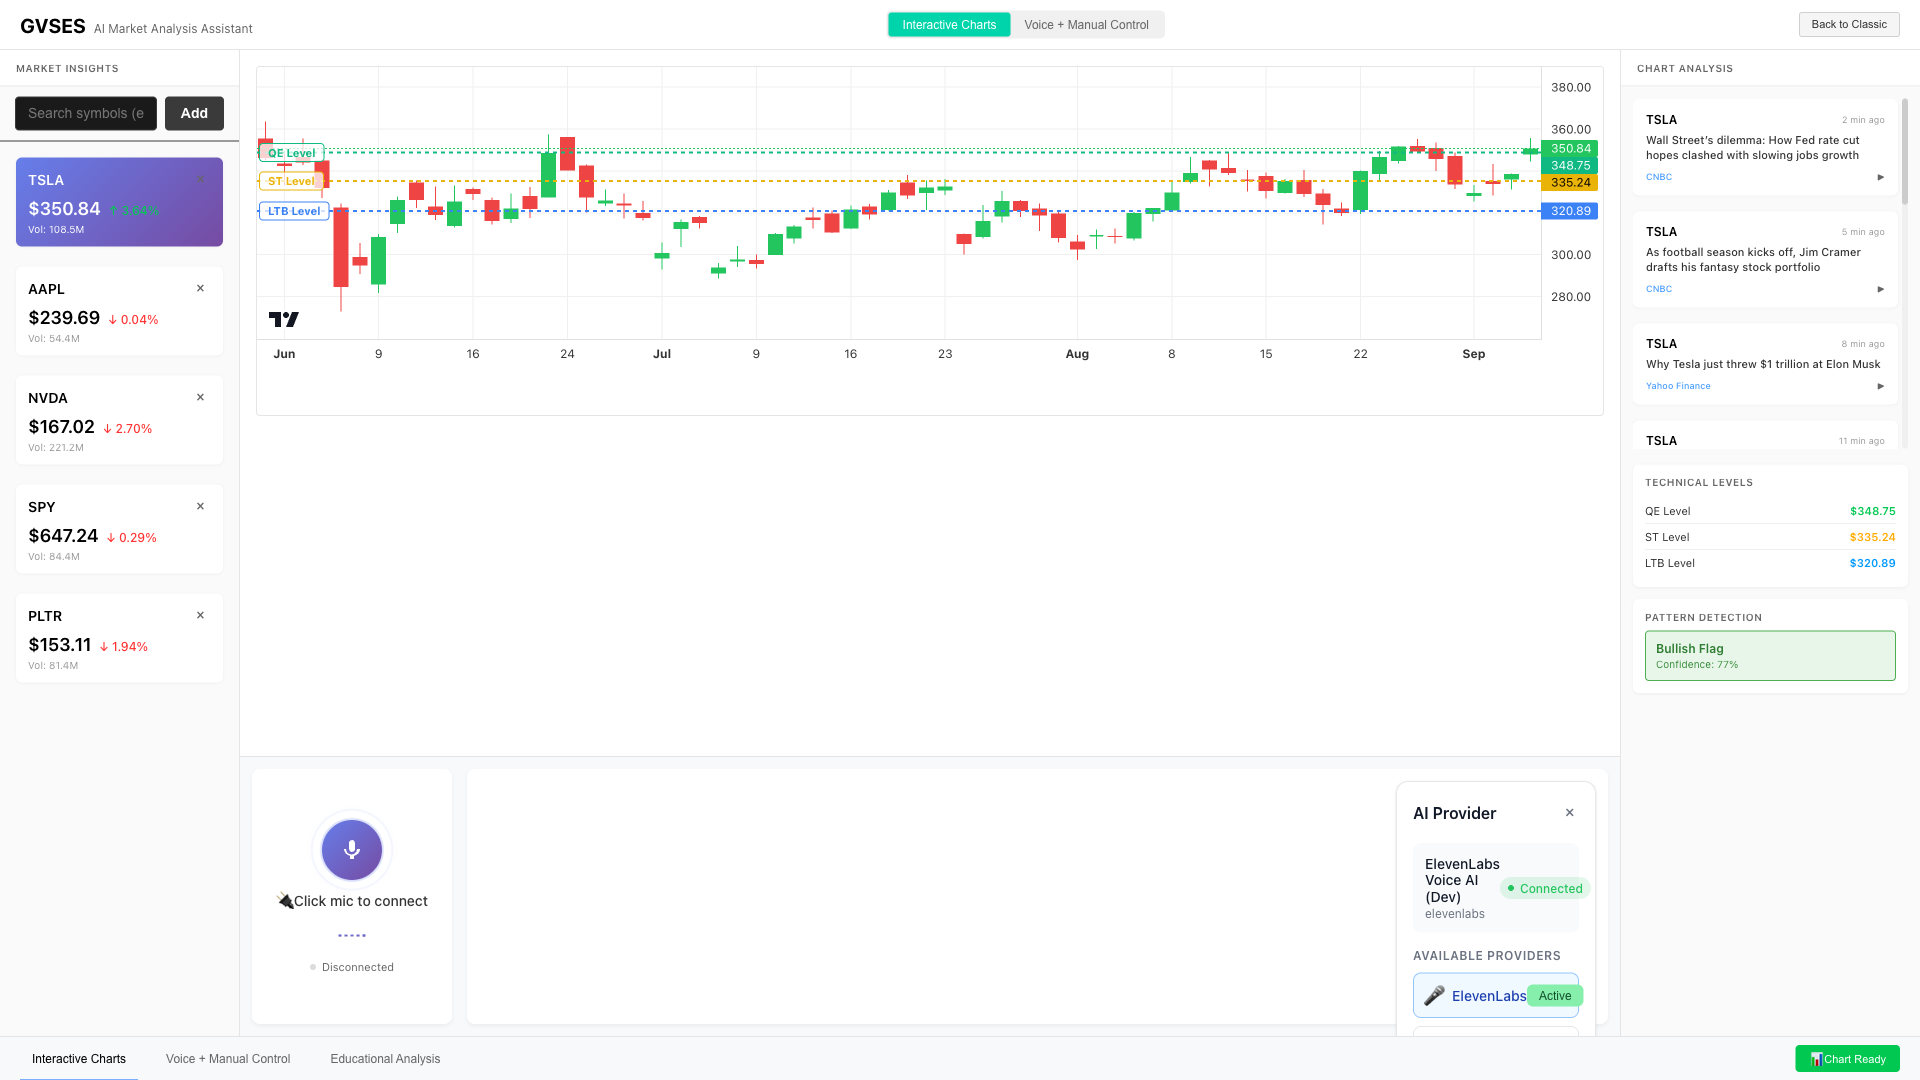 GVSES AI Market Analysis Assistant
Interactive Charts
Voice + Manual Control
Back to Classic
MARKET INSIGHTS
Search symbols (e
Add
TSLA
×
$350.84 ↑ 3.64%
Vol: 108.5M
AAPL
×
$239.69 ↓ 0.04%
Vol: 54.4M
NVDA
×
$167.02 ↓ 2.70%
Vol: 221.2M
SPY
×
$647.24 ↓ 0.29%
Vol: 84.4M
PLTR
×
$153.11 ↓ 1.94%
Vol: 81.4M
QE Level
ST Level
LTB Level
380.00
360.00
350.84
348.75
335.24
320.89
300.00
280.00
Jun 9 16 24 Jul 9 16 23 Aug 8 15 22 Sep
Click mic to connect
Disconnected
AI Provider
×
ElevenLabs
Voice AI
(Dev)
elevenlabs
Connected
AVAILABLE PROVIDERS
ElevenLabs
Active
CHART ANALYSIS
TSLA 2 min ago
Wall Street's dilemma: How Fed rate cut
hopes clashed with slowing jobs growth
CNBC
TSLA 5 min ago
As football season kicks off, Jim Cramer
drafts his fantasy stock portfolio
CNBC
TSLA 8 min ago
Why Tesla just threw $1 trillion at Elon Musk
Yahoo Finance
TSLA 11 min ago
TECHNICAL LEVELS
QE Level $348.75
ST Level $335.24
LTB Level $320.89
PATTERN DETECTION
Bullish Flag
Confidence: 77%
Interactive Charts
Voice + Manual Control
Educational Analysis
Chart Ready